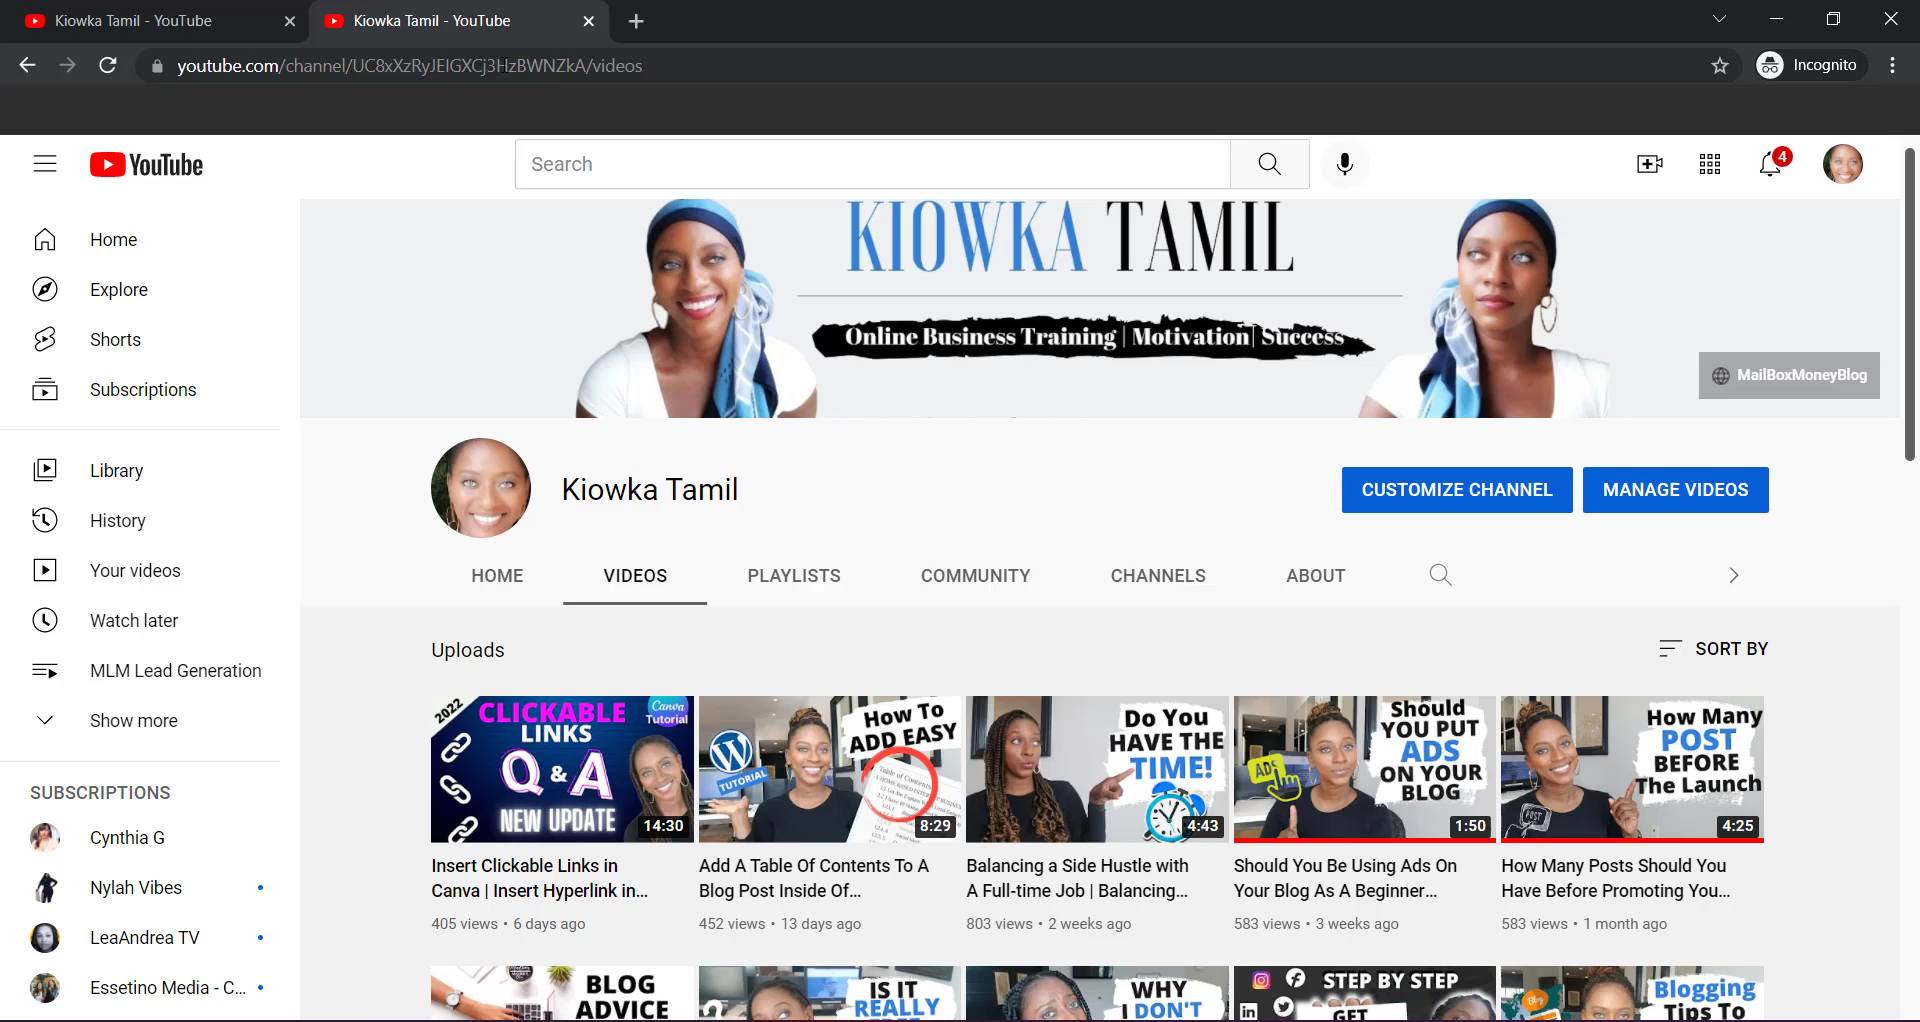 Kiowka Tamil - YouTube
Kiowka Tamil - YouTube
youtube.com/channel/UC8xXzRyJEIGXCj3HzBWNZkA/videos
Incognito
YouTube
Search
4
Home
Explore
Shorts
Subscriptions
Library
History
Your videos
Watch later
MLM Lead Generation
Show more
SUBSCRIPTIONS
Cynthia G
Nylah Vibes
LeaAndrea TV
Essetino Media - C...
KIOWKA TAMIL
Online Business Training | Motivation | Success
MailBoxMoneyBlog
Kiowka Tamil
CUSTOMIZE CHANNEL
MANAGE VIDEOS
HOME
VIDEOS
PLAYLISTS
COMMUNITY
CHANNELS
ABOUT
Uploads
SORT BY
2022
CLICKABLE
LINKS
Canva
Tutorial
Q & A
NEW UPDATE
14:30
Insert Clickable Links in
Canva | Insert Hyperlink in...
405 views • 6 days ago
How To
ADD EASY
TUTORIAL
Table of Contents
8:29
Add A Table Of Contents To A
Blog Post Inside Of...
452 views • 13 days ago
Do You
HAVE THE
TIME!
4:43
Balancing a Side Hustle with
A Full-time Job | Balancing...
803 views • 2 weeks ago
Should
YOU PUT
ADS
ON YOUR
BLOG
ADS
1:50
Should You Be Using Ads On
Your Blog As A Beginner...
583 views • 3 weeks ago
How Many
POST
BEFORE
The Launch
POST
4:25
How Many Posts Should You
Have Before Promoting You...
583 views • 1 month ago
BLOG
ADVICE
IS IT
REALLY
WHY
I DON'T
STEP BY STEP
GET
Blogging
Tips To
Blog